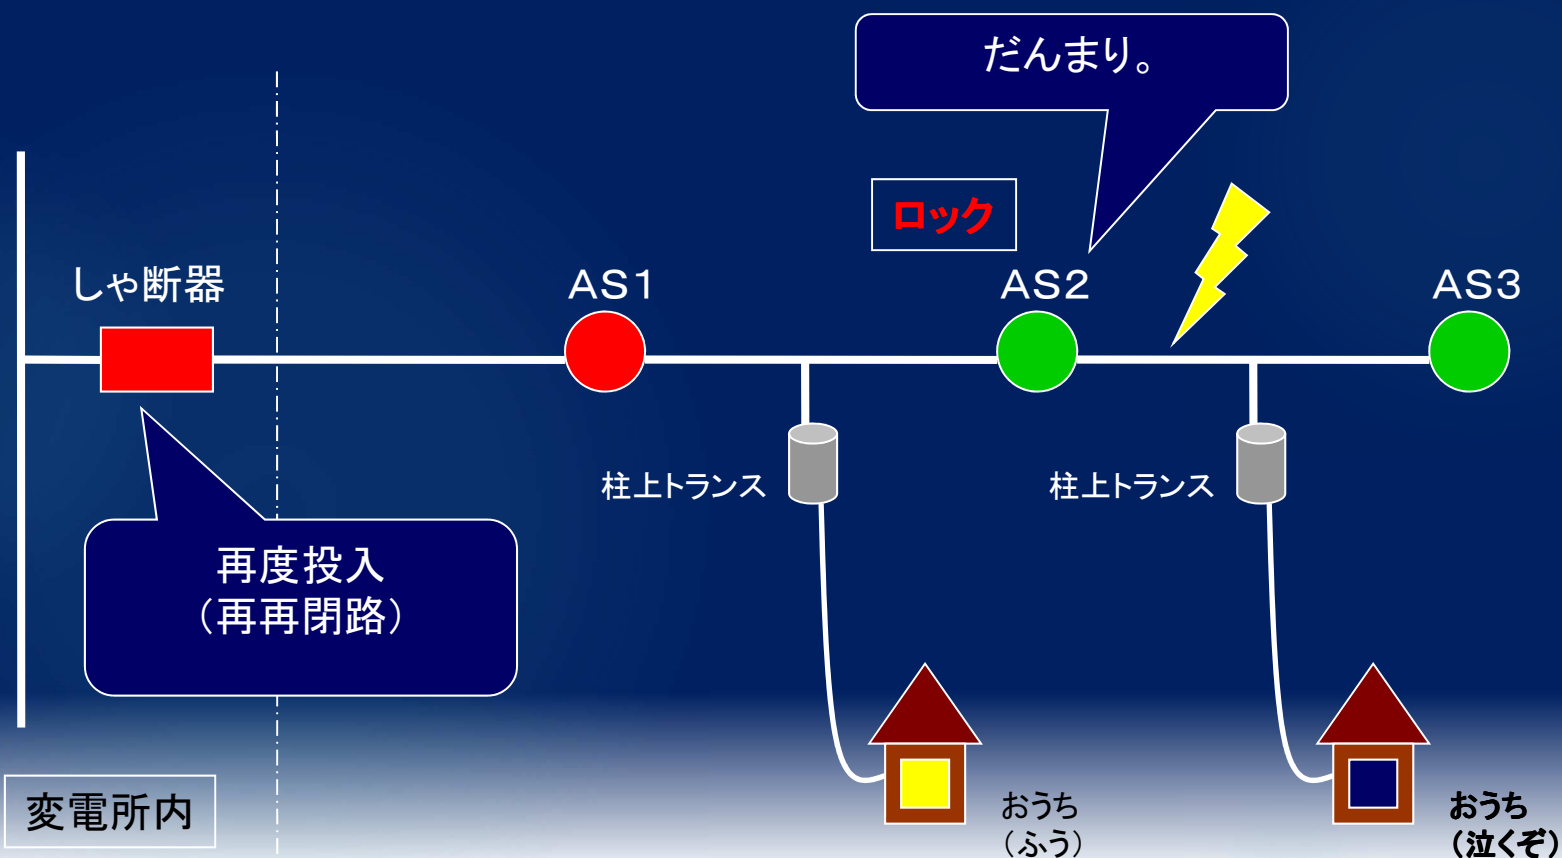 だんまり。
ロック
しゃ断器
AS1
AS2
AS3
柱上トランス
柱上トランス
再度投入
(再再閉路)
変電所内
おうち
(ふう)
おうち
(泣くぞ)